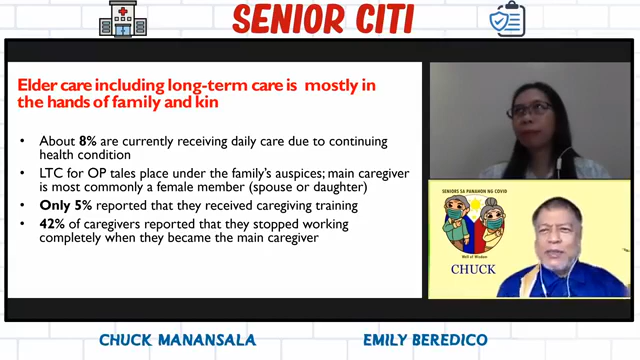 SENIOR CITI
Elder care including long-term care is mostly in
the hands of family and kin
• About 8% are currently receiving daily care due to continuing
health condition
• LTC for OP tales place under the family's auspices; main caregiver
is most commonly a female member (spouse or daughter)
• Only 5% reported that they received caregiving training
• 42% of caregivers reported that they stopped working
completely when they became the main caregiver
SENIORS SA PANAHON NG COVID
Well of Wisdom
CHUCK
CHUCK MANANSALA
EMILY BEREDICO